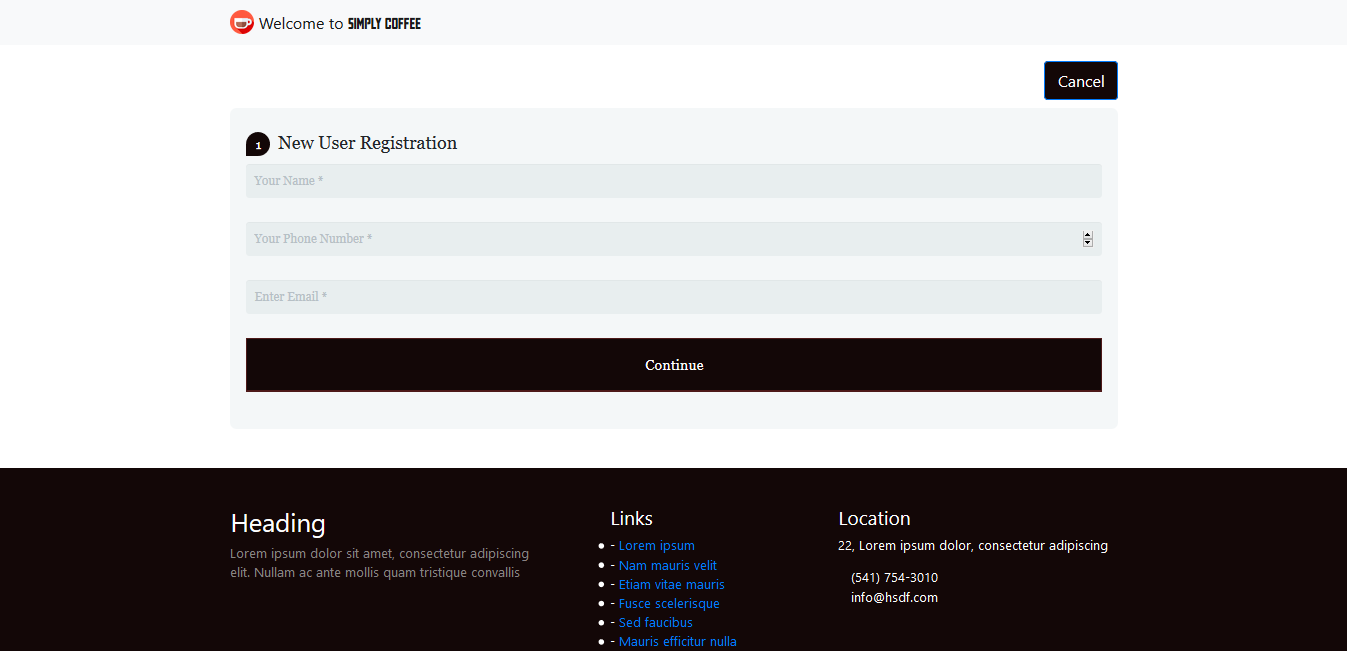 Welcome to SIMPLY COFFEE
Cancel
1 New User Registration
Your Name *
Your Phone Number *
Enter Email *
Continue
Heading
Lorem ipsum dolor sit amet, consectetur adipiscing
elit. Nullam ac ante mollis quam tristique convallis
Links
- Lorem ipsum
- Nam mauris velit
- Etiam vitae mauris
- Fusce scelerisque
- Sed faucibus
- Mauris efficitur nulla
Location
22, Lorem ipsum dolor, consectetur adipiscing
(541) 754-3010
info@hsdf.com